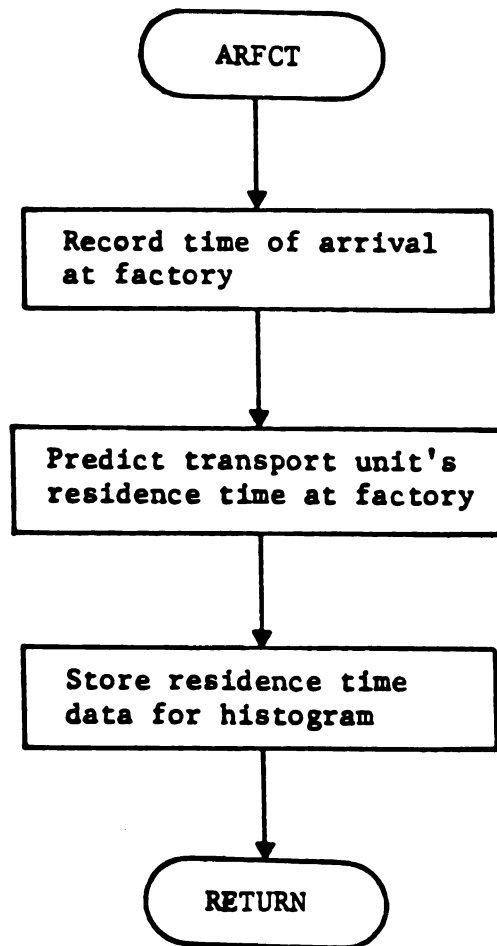 ARFCT
Record time of arrival
at factory
Predict transport unit's
residence time at factory
Store residence time
data for histogram
RETURN